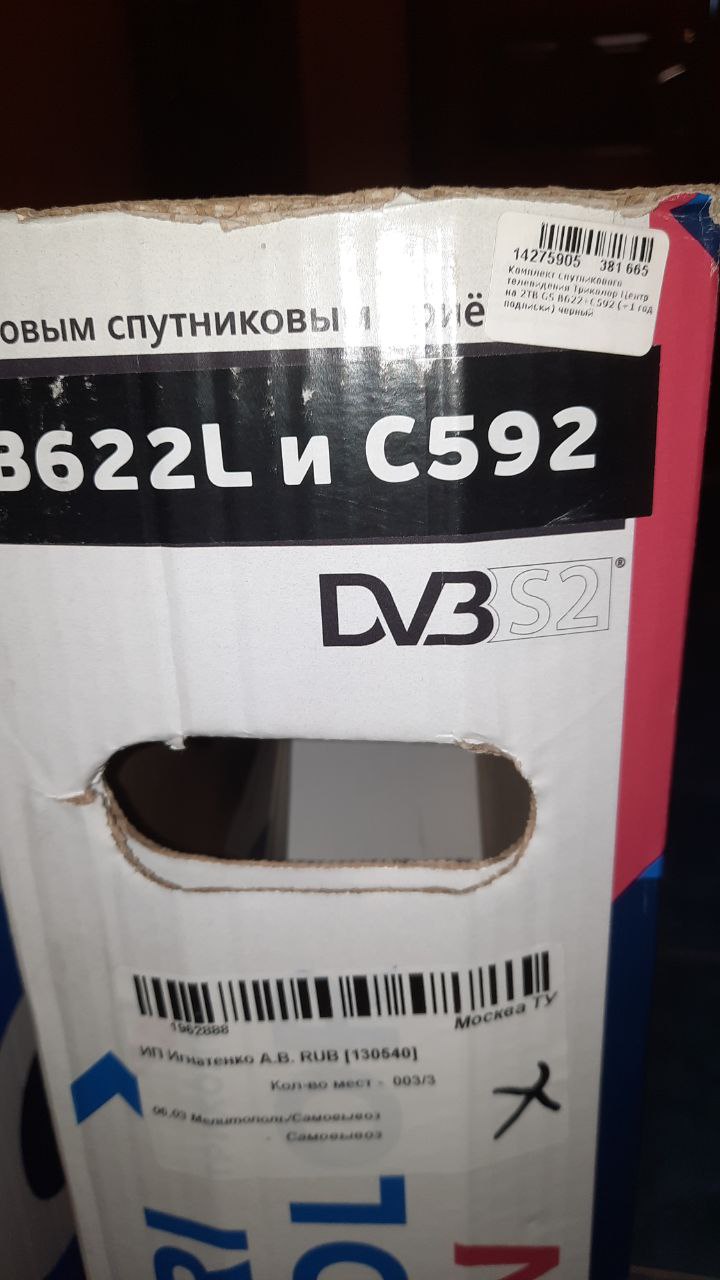 14275905 381 665
Комплект спутникового
телевидения Триколор Центр
на 2ТВ GS B622+C592 (+1 год
подписки) черный
овым спутниковым
B622L и C592
DVB S2®
1962888
Москва ТУ
ИП Игнатенко А.В. RUB [130540]
Кол-во мест - 003/3
06.03 Мелитополь/Самовывоз
- Самовывоз